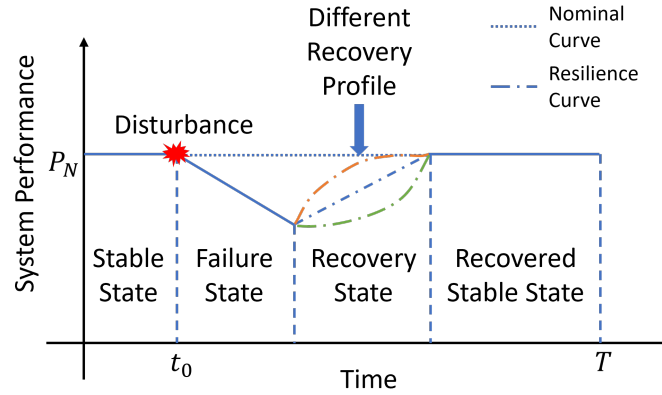 Different
Recovery
Profile
Nominal
Curve
Resilience
Curve
Disturbance
System Performance
P_N
Stable
State
Failure
State
Recovery
State
Recovered
Stable State
t_0
Time
T